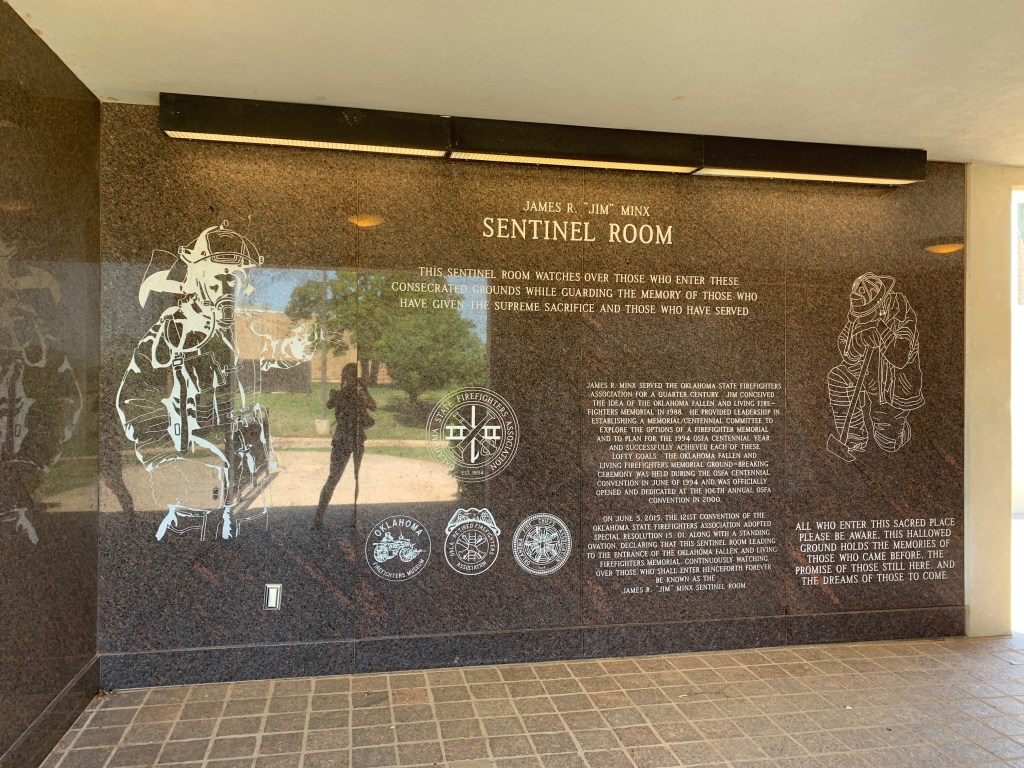 JAMES R. "JIM" MINX
SENTINEL ROOM
THIS SENTINEL ROOM WATCHES OVER THOSE WHO ENTER THESE
CONSECRATED GROUNDS WHILE GUARDING THE MEMORY OF THOSE WHO
HAVE GIVEN THE SUPREME SACRIFICE AND THOSE WHO HAVE SERVED
STATE FIREFIGHTERS ASSOCIATION
EST. 1894
OKLAHOMA
FIREFIGHTERS MUSEUM
RETIRED FIREFIGHTERS
ASSOCIATION
JAMES R. MINX SERVED THE OKLAHOMA STATE FIREFIGHTERS
ASSOCIATION FOR A QUARTER CENTURY. JIM CONCEIVED
THE IDEA OF THE OKLAHOMA FALLEN AND LIVING FIRE-
FIGHTERS MEMORIAL IN 1988. HE PROVIDED LEADERSHIP IN
ESTABLISHING A MEMORIAL/CENTENNIAL COMMITTEE TO
EXPLORE THE OPTIONS OF A FIREFIGHTER MEMORIAL
AND TO PLAN FOR THE 1994 OSFA CENTENNIAL YEAR
AND SUCCESSFULLY ACHIEVED EACH OF THESE
LOFTY GOALS. THE OKLAHOMA FALLEN AND
LIVING FIREFIGHTERS MEMORIAL GROUND-BREAKING
CEREMONY WAS HELD DURING THE OSFA CENTENNIAL
CONVENTION IN JUNE OF 1994 AND WAS OFFICIALLY
OPENED AND DEDICATED AT THE 106TH ANNUAL OSFA
CONVENTION IN 2000.
ON JUNE 5, 2015, THE 121ST CONVENTION OF THE
OKLAHOMA STATE FIREFIGHTERS ASSOCIATION ADOPTED
SPECIAL RESOLUTION 15-01, ALONG WITH A STANDING
OVATION, DECLARING THAT THIS SENTINEL ROOM LEADING
TO THE ENTRANCE OF THE OKLAHOMA FALLEN AND LIVING
FIREFIGHTERS MEMORIAL, CONTINUOUSLY WATCHING
OVER THOSE WHO SHALL ENTER HENCEFORTH FOREVER
BE KNOWN AS THE
JAMES R. "JIM" MINX SENTINEL ROOM
ALL WHO ENTER THIS SACRED PLACE
PLEASE BE AWARE, THIS HALLOWED
GROUND HOLDS THE MEMORIES OF
THOSE WHO CAME BEFORE, THE
PROMISE OF THOSE STILL HERE, AND
THE DREAMS OF THOSE TO COME.